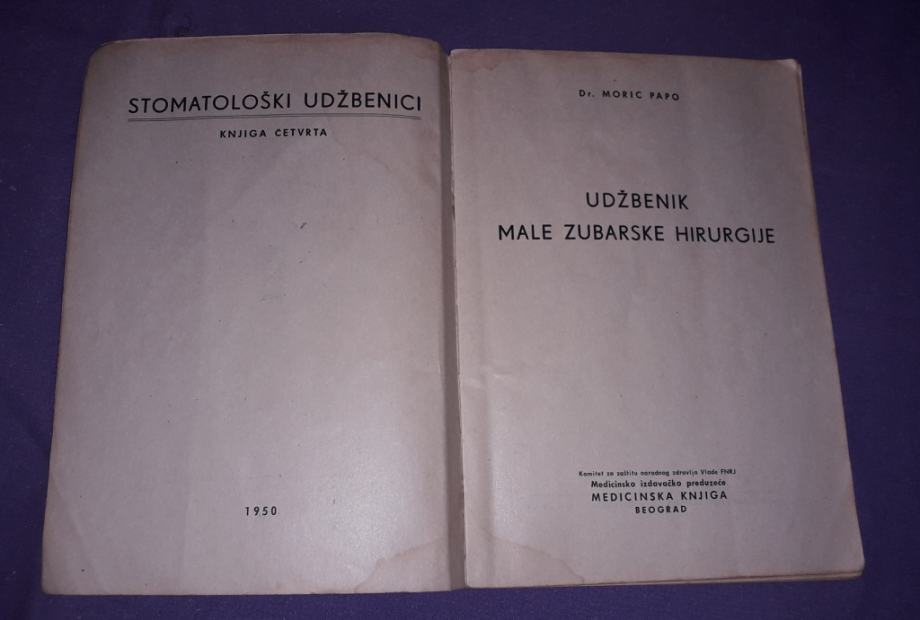 STOMATOLOŠKI UDŽBENICI
KNJIGA ČETVRTA
1950
Dr. MORIC PAPO
UDŽBENIK
MALE ZUBARSKE HIRURGIJE
Komitet za zaštitu narodnog zdravlja Vlade FNRJ
Medicinsko izdavačko preduzeće
MEDICINSKA KNJIGA
BEOGRAD